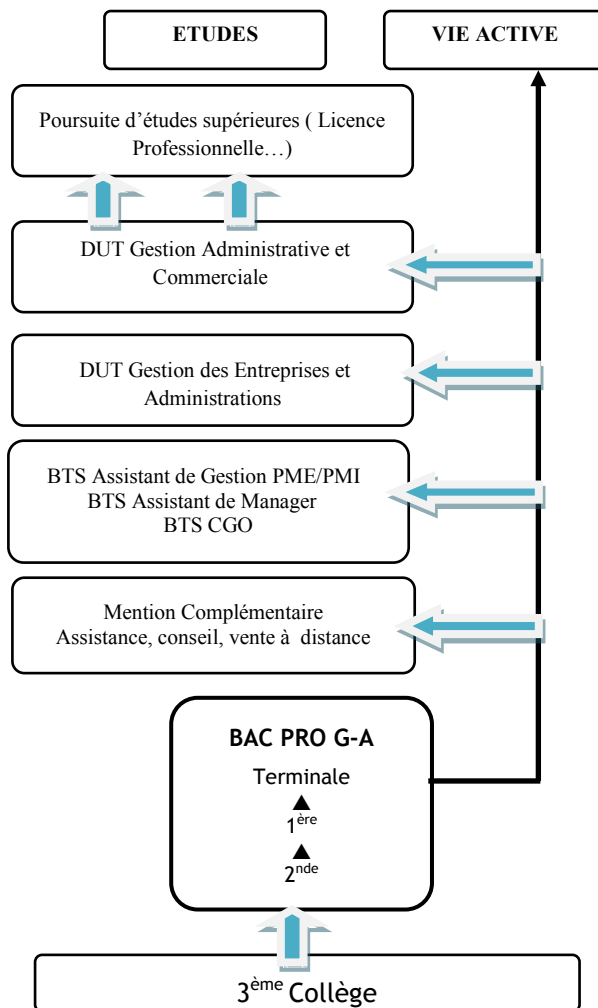 ETUDES
VIE ACTIVE
Poursuite d'études supérieures ( Licence
Professionnelle…)
DUT Gestion Administrative et
Commerciale
DUT Gestion des Entreprises et
Administrations
BTS Assistant de Gestion PME/PMI
BTS Assistant de Manager
BTS CGO
Mention Complémentaire
Assistance, conseil, vente à distance
BAC PRO G-A
Terminale
1ère
2nde
3ème Collège